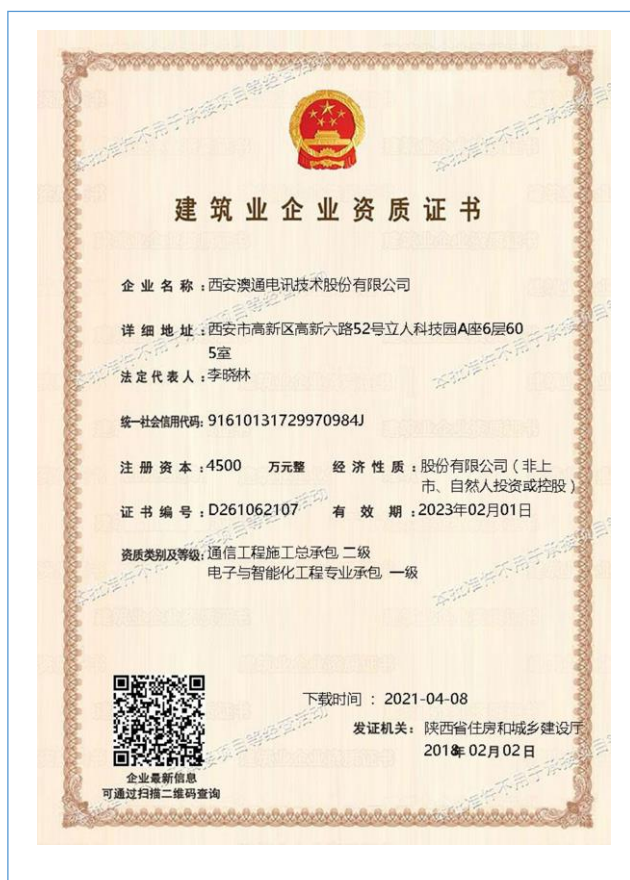 建筑业企业资质证书
企业名称:西安澳通电讯技术股份有限公司
详细地址:西安市高新区高新六路52号立人科技园A座6层60
5室
法定代表人:李晓林
统一社会信用代码:91610131729970984J
注册资本:4500 万元整 经济性质:股份有限公司(非上
市、自然人投资或控股)
证书编号:D261062107 有效期:2023年02月01日
资质类别及等级:通信工程施工总承包 二级
电子与智能化工程专业承包 一级
下载时间 : 2021-04-08
发证机关: 陕西省住房和城乡建设厅
2018年02月02日
企业最新信息
可通过扫描二维码查询